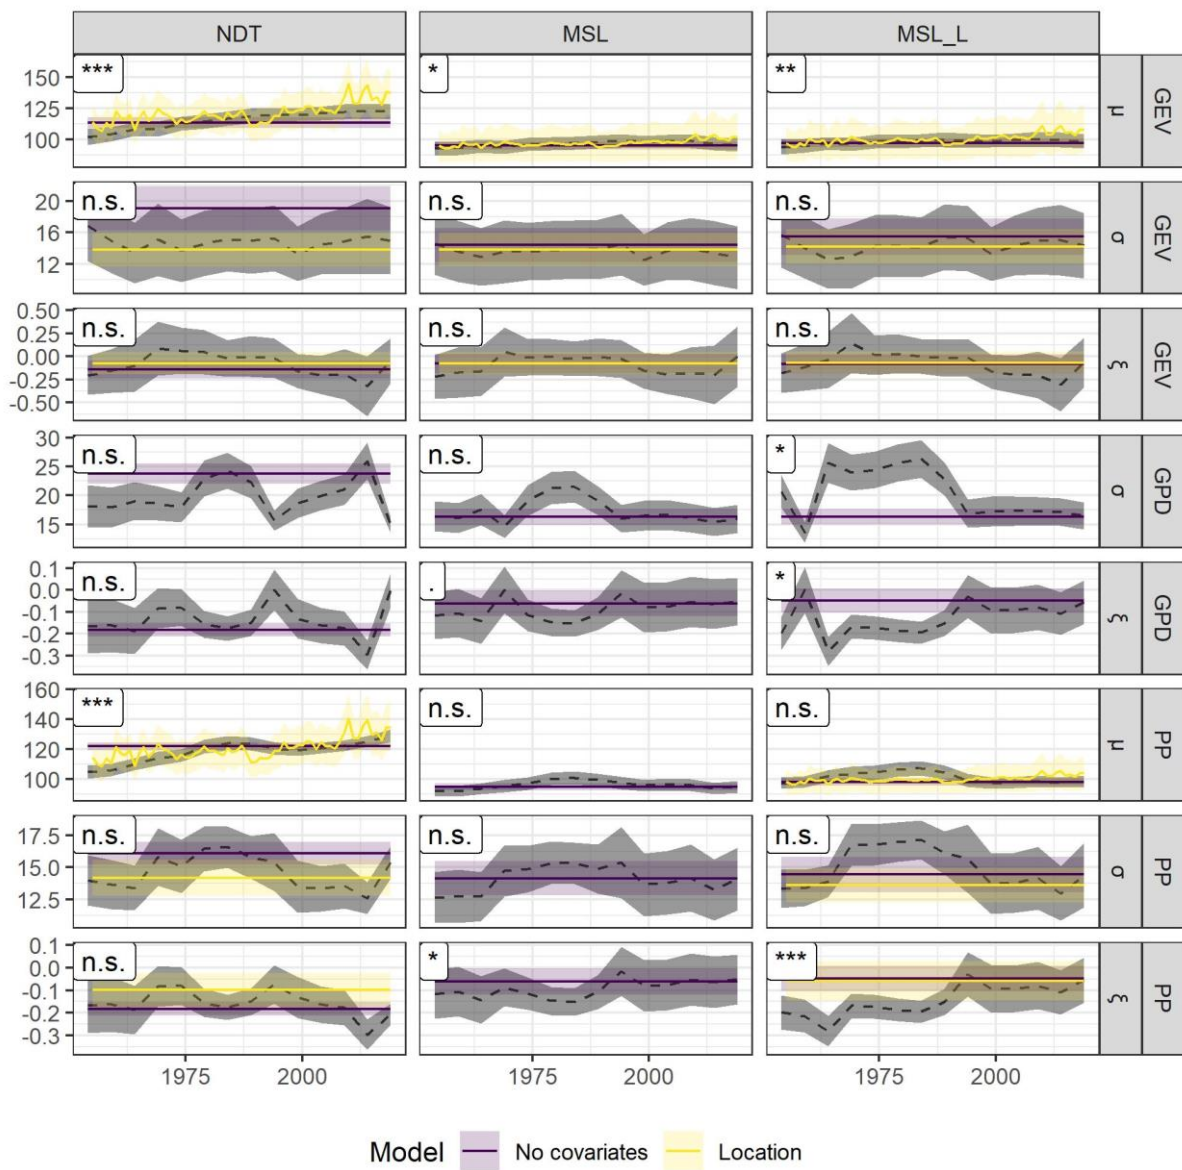 NDT MSL MSL_L
150
125
100
*** * ** μ GEV
20
16
12
n.s. n.s. n.s. σ GEV
0.50
0.25
0.00
-0.25
-0.50
n.s. n.s. n.s. ξ GEV
30
25
20
15
n.s. n.s. * σ GPD
0.1
0.0
-0.1
-0.2
-0.3
n.s. . * ξ GPD
160
140
120
100
*** n.s. n.s. μ PP
17.5
15.0
12.5
n.s. n.s. n.s. σ PP
0.1
0.0
-0.1
-0.2
-0.3
n.s. * *** ξ PP
1975 2000 1975 2000 1975 2000
Model No covariates Location